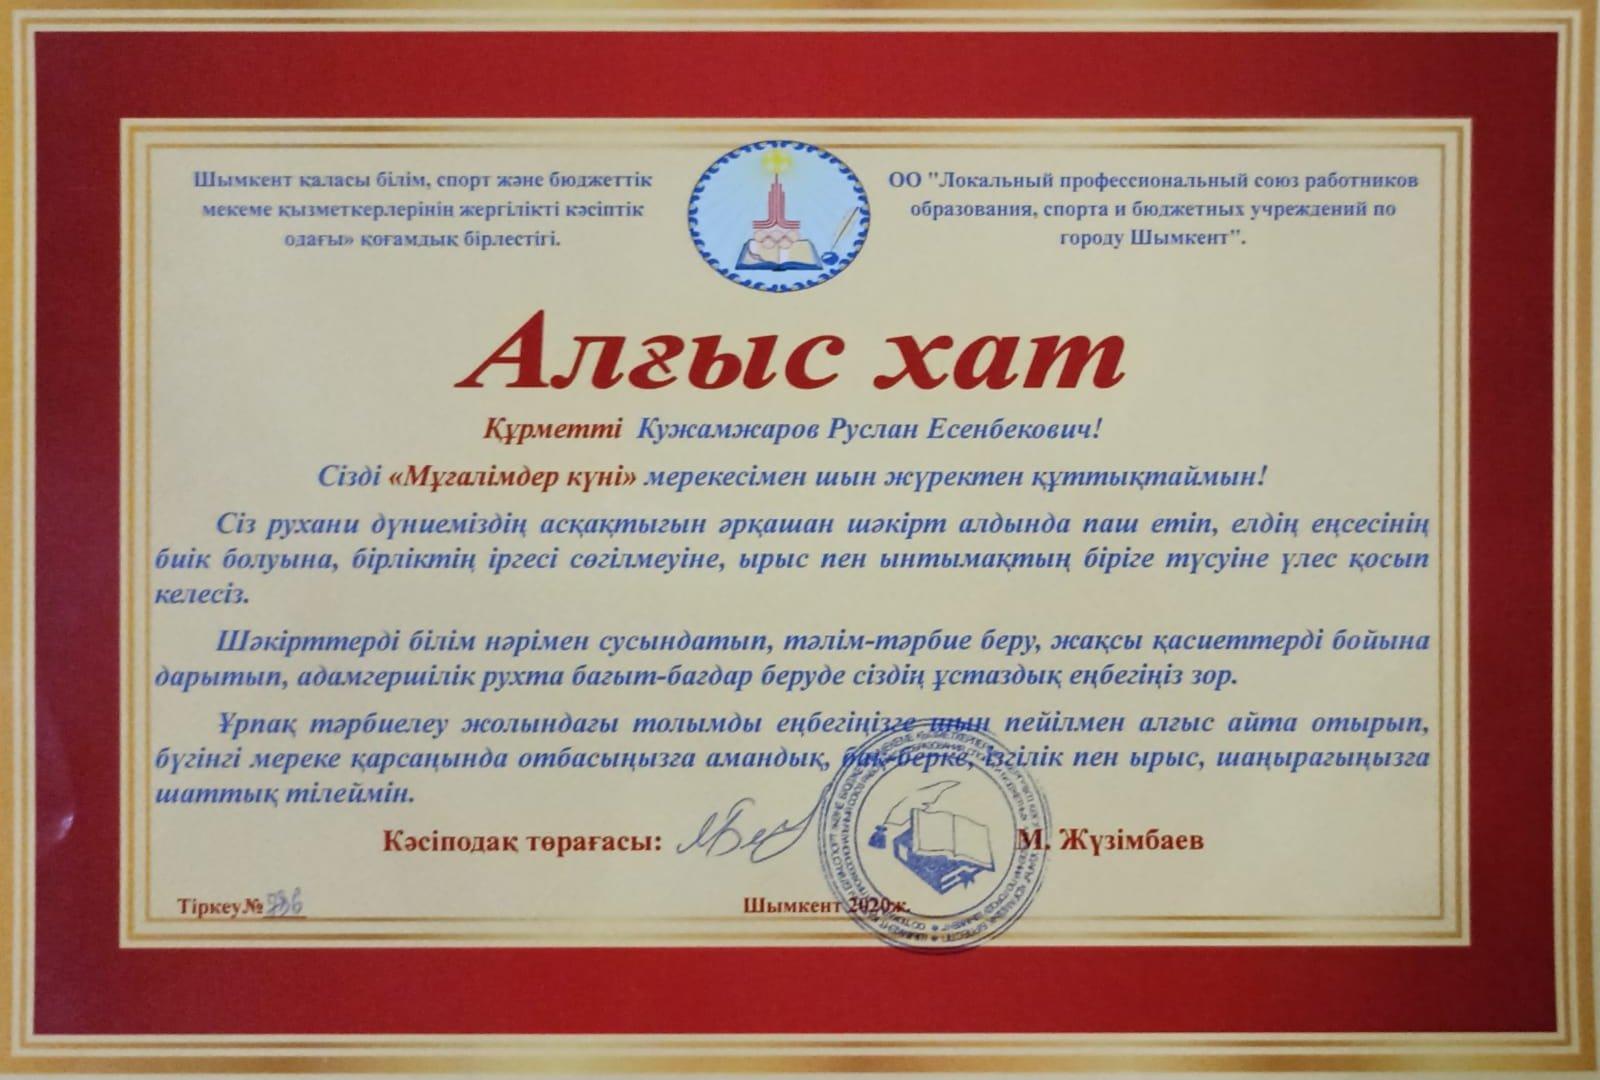 Шымкент қаласы білім, спорт және бюджеттік
мекеме қызметкерлерінің жергілікті кәсіптік
одағы» қоғамдық бірлестігі.
ОО "Локальный профессиональный союз работников
образования, спорта и бюджетных учреждений по
городу Шымкент".
Алғыс хат
Құрметті Кужамжаров Руслан Есенбекович!
Сізді «Мұғалімдер күні» мерекесімен шын жүректен құттықтаймын!
Сіз рухани дүниеміздің асқақтығын әрқашан шәкірт алдында паш етіп, елдің еңсесінің
биік болуына, бірліктің іргесі сөгілмеуіне, ырыс пен ынтымақтың біріге түсуіне үлес қосып
келесіз.
Шәкірттерді білім нәрімен сусындатып, тәлім-тәрбие беру, жақсы қасиеттерді бойына
дарытып, адамгершілік рухта бағыт-бағдар беруде сіздің ұстаздық еңбегіңіз зор.
Ұрпақ тәрбиелеу жолындағы толымды еңбегіңізге шын пейілмен алғыс айта отырып,
бүгінгі мереке қарсаңында отбасыңызға амандық, бақ-береке, ізгілік пен ырыс, шаңырағыңызға
шаттық тілеймін.
Кәсіподақ төрағасы: М. Жүзімбаев
Тіркеу№
Шымкент 2020ж.